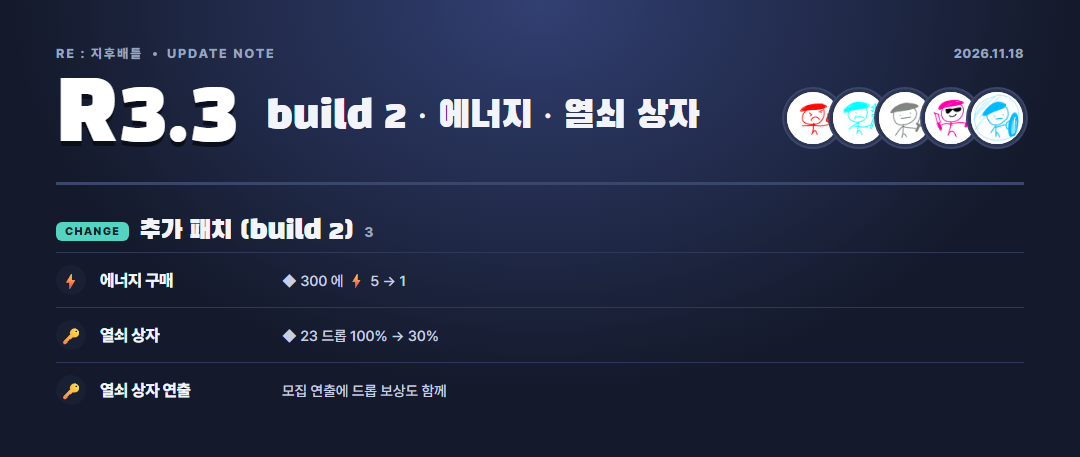 RE : 지후배틀 • UPDATE NOTE
2026.11.18
R3.3 build 2 · 에너지 · 열쇠 상자
CHANGE 추가 패치 (build 2) 3
에너지 구매 ◆ 300 에 ⚡ 5 → 1
열쇠 상자 ◆ 23 드롭 100% → 30%
열쇠 상자 연출 모집 연출에 드롭 보상도 함께